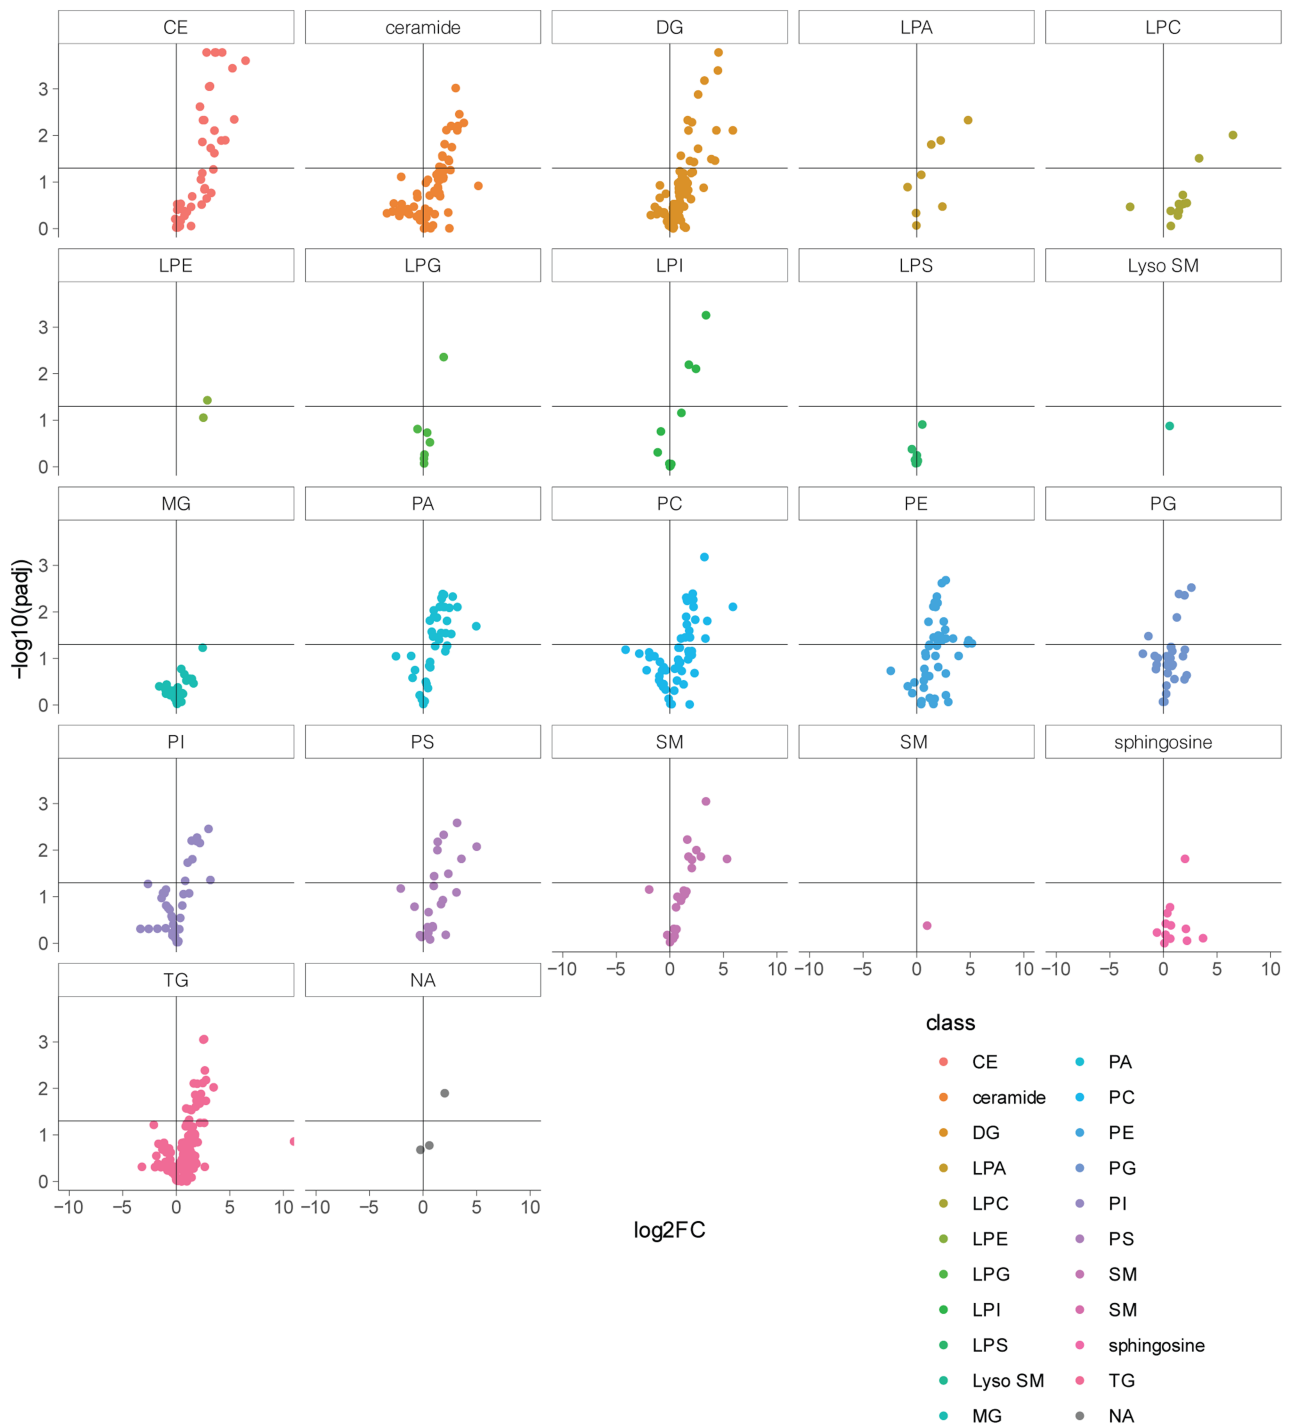 CE ceramide DG LPA LPC
3
2
1
0
LPE LPG LPI LPS Lyso SM
3
2
1
0
MG PA PC PE PG
3
2
1
0
−log10(padj)
PI PS SM SM sphingosine
3
2
1
0
−10 −5 0 5 10 −10 −5 0 5 10 −10 −5 0 5 10
TG NA
3
2
1
0
−10 −5 0 5 10 −10 −5 0 5 10
log2FC
class
CE PA
ceramide PC
DG PE
LPA PG
LPC PI
LPE PS
LPG SM
LPI SM
LPS sphingosine
Lyso SM TG
MG NA